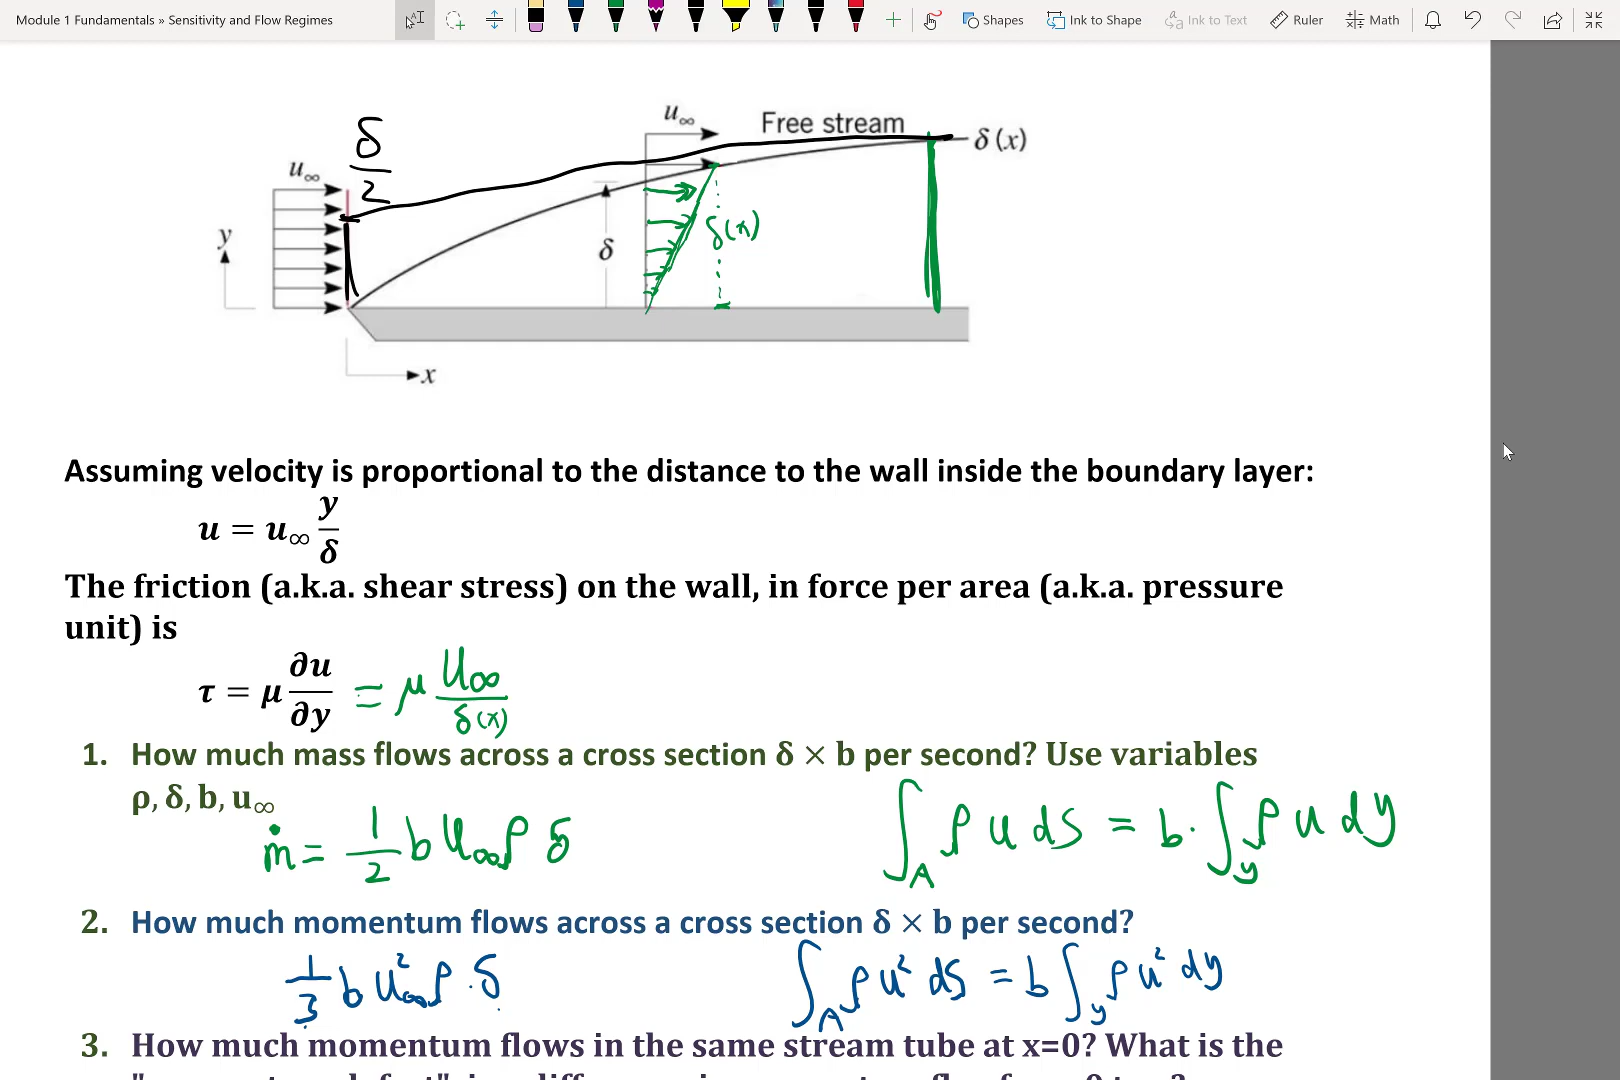 Module 1 Fundamentals » Sensitivity and Flow Regimes
Shapes
Ink to Shape
Ink to Text
Ruler
Math
δ/2
u∞
u∞
Free stream
δ (x)
y
δ
δ(x)
x
Assuming velocity is proportional to the distance to the wall inside the boundary layer:
u = u∞ y/δ
The friction (a.k.a. shear stress) on the wall, in force per area (a.k.a. pressure
unit) is
τ = μ ∂u/∂y = μ U∞/δ(x)
1. How much mass flows across a cross section δ × b per second? Use variables
ρ, δ, b, u∞
ṁ = 1/2 b U∞ ρ δ
∫_A ρ u dS = b · ∫_y ρ u dy
2. How much momentum flows across a cross section δ × b per second?
1/3 b U∞² ρ · δ
∫_A ρ u² dS = b ∫_y ρ u² dy
3. How much momentum flows in the same stream tube at x=0? What is the